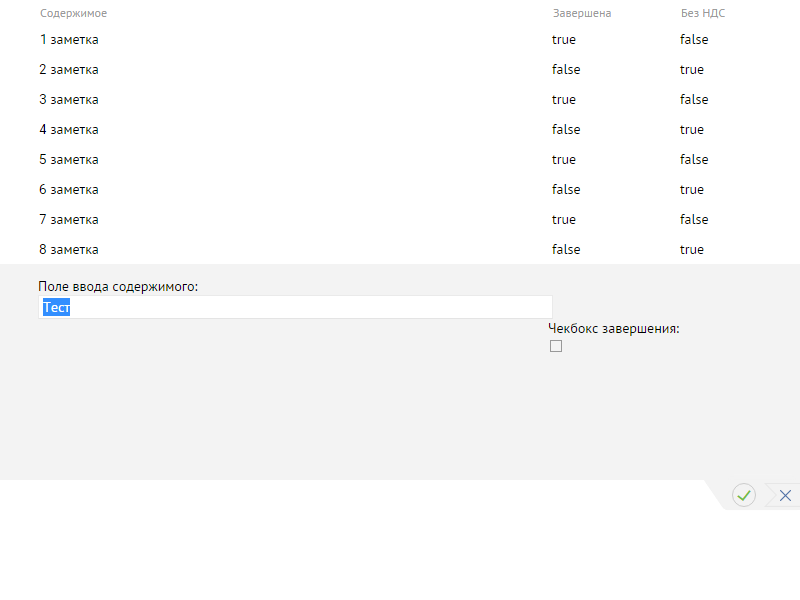 Содержимое Завершена Без НДС
1 заметка true false
2 заметка false true
3 заметка true false
4 заметка false true
5 заметка true false
6 заметка false true
7 заметка true false
8 заметка false true
Поле ввода содержимого:
Тест
Чекбокс завершения: